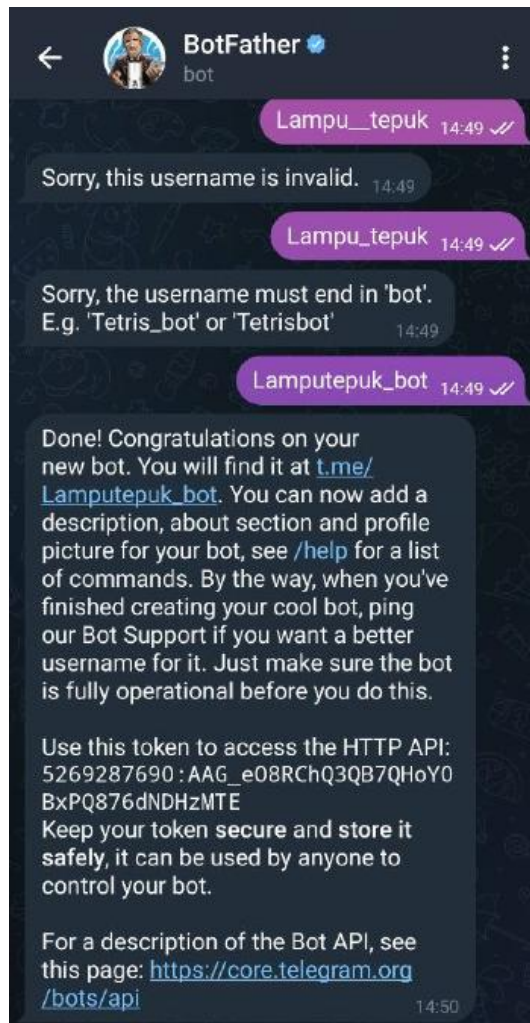 BotFather
bot
Lampu__tepuk 14:49
Sorry, this username is invalid. 14:49
Lampu_tepuk 14:49
Sorry, the username must end in 'bot'.
E.g. 'Tetris_bot' or 'Tetrisbot' 14:49
Lamputepuk_bot 14:49
Done! Congratulations on your
new bot. You will find it at t.me/
Lamputepuk_bot. You can now add a
description, about section and profile
picture for your bot, see /help for a list
of commands. By the way, when you've
finished creating your cool bot, ping
our Bot Support if you want a better
username for it. Just make sure the bot
is fully operational before you do this.
Use this token to access the HTTP API:
5269287690:AAG_eO8RChQ3QB7QHoY0
BxPQ876dNDHzMTE
Keep your token secure and store it
safely, it can be used by anyone to
control your bot.
For a description of the Bot API, see
this page: https://core.telegram.org
/bots/api 14:50